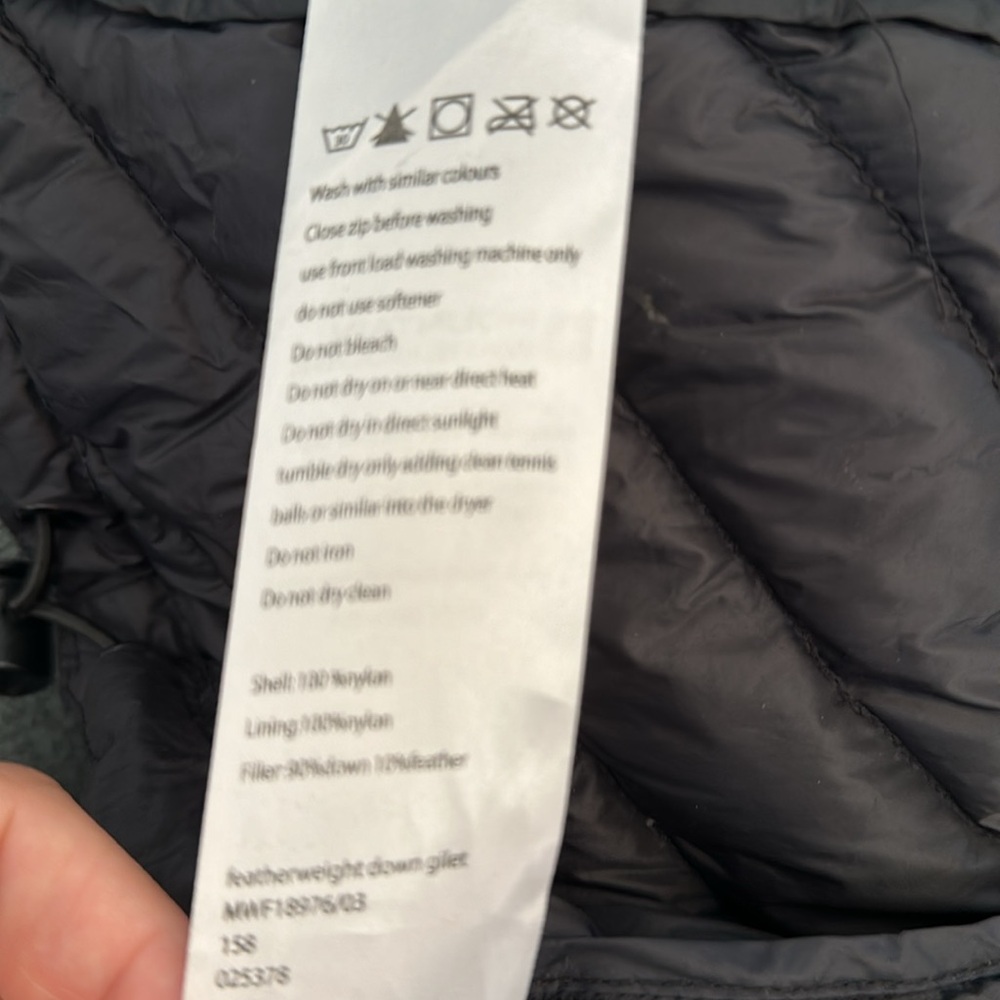 30
Wash with similar colours
Close zip before washing
use front load washing machine only
do not use softener
Do not bleach
Do not dry on or near direct heat
Do not dry in direct sunlight
tumble dry only adding clean tennis
balls or similar into the dryer
Do not iron
Do not dry clean
Shell: 100%nylon
Lining:100%nylon
Filler:90%down 10%feather
featherweight down gilet
MWF18976/03
158
025378